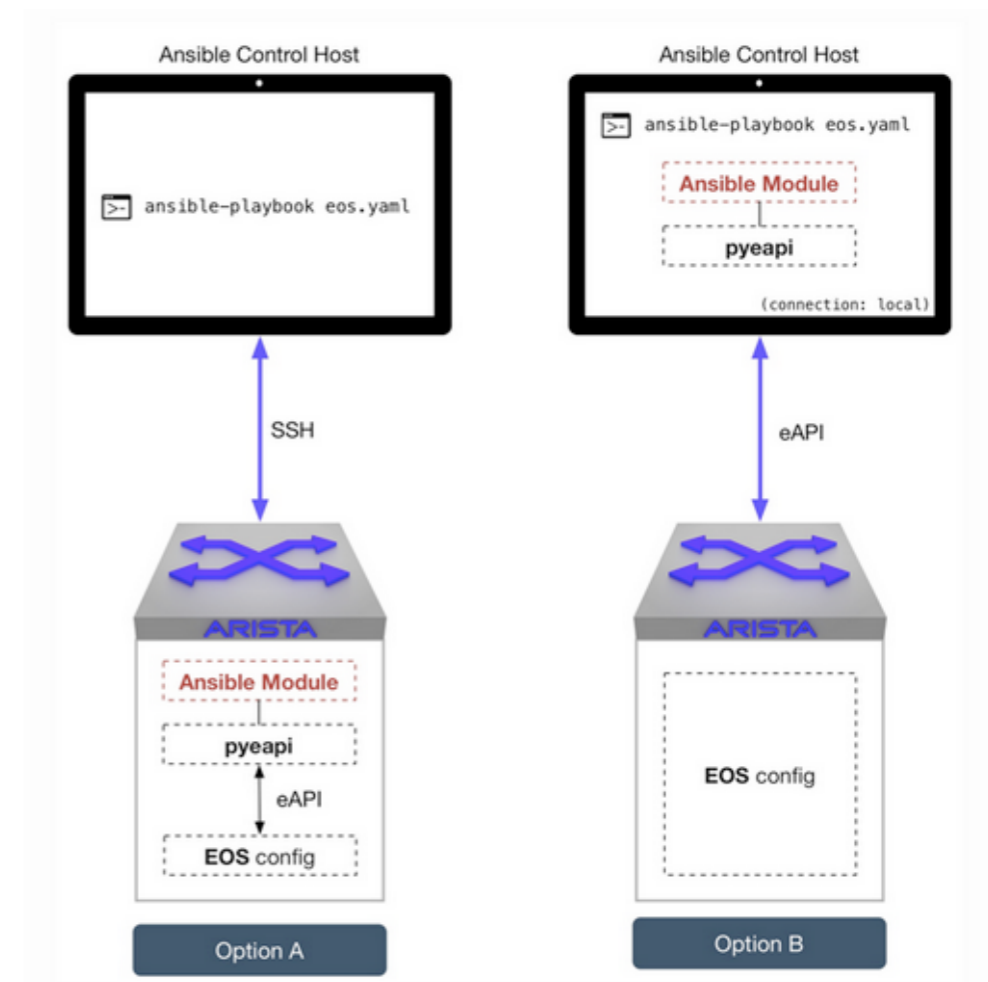 Ansible Control Host
>- ansible-playbook eos.yaml
SSH
ARISTA
Ansible Module
pyeapi
eAPI
EOS config
Option A
Ansible Control Host
>- ansible-playbook eos.yaml
Ansible Module
pyeapi
(connection: local)
eAPI
ARISTA
EOS config
Option B